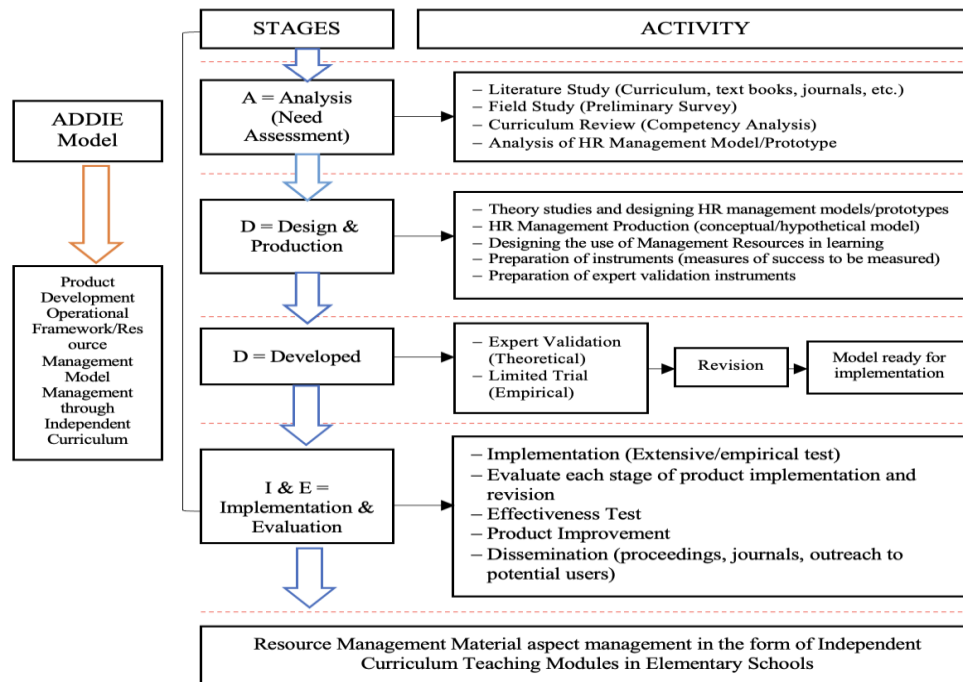 STAGES
ACTIVITY
ADDIE
Model
Product
Development
Operational
Framework/Res
ource
Management
Model
Management
through
Independent
Curriculum
A = Analysis
(Need
Assessment)
– Literature Study (Curriculum, text books, journals, etc.)
– Field Study (Preliminary Survey)
– Curriculum Review (Competency Analysis)
– Analysis of HR Management Model/Prototype
D = Design &
Production
– Theory studies and designing HR management models/prototypes
– HR Management Production (conceptual/hypothetical model)
– Designing the use of Management Resources in learning
– Preparation of instruments (measures of success to be measured)
– Preparation of expert validation instruments
D = Developed
– Expert Validation
(Theoretical)
– Limited Trial
(Empirical)
Revision
Model ready for
implementation
I & E =
Implementation &
Evaluation
– Implementation (Extensive/empirical test)
– Evaluate each stage of product implementation and
revision
– Effectiveness Test
– Product Improvement
– Dissemination (proceedings, journals, outreach to
potential users)
Resource Management Material aspect management in the form of Independent
Curriculum Teaching Modules in Elementary Schools